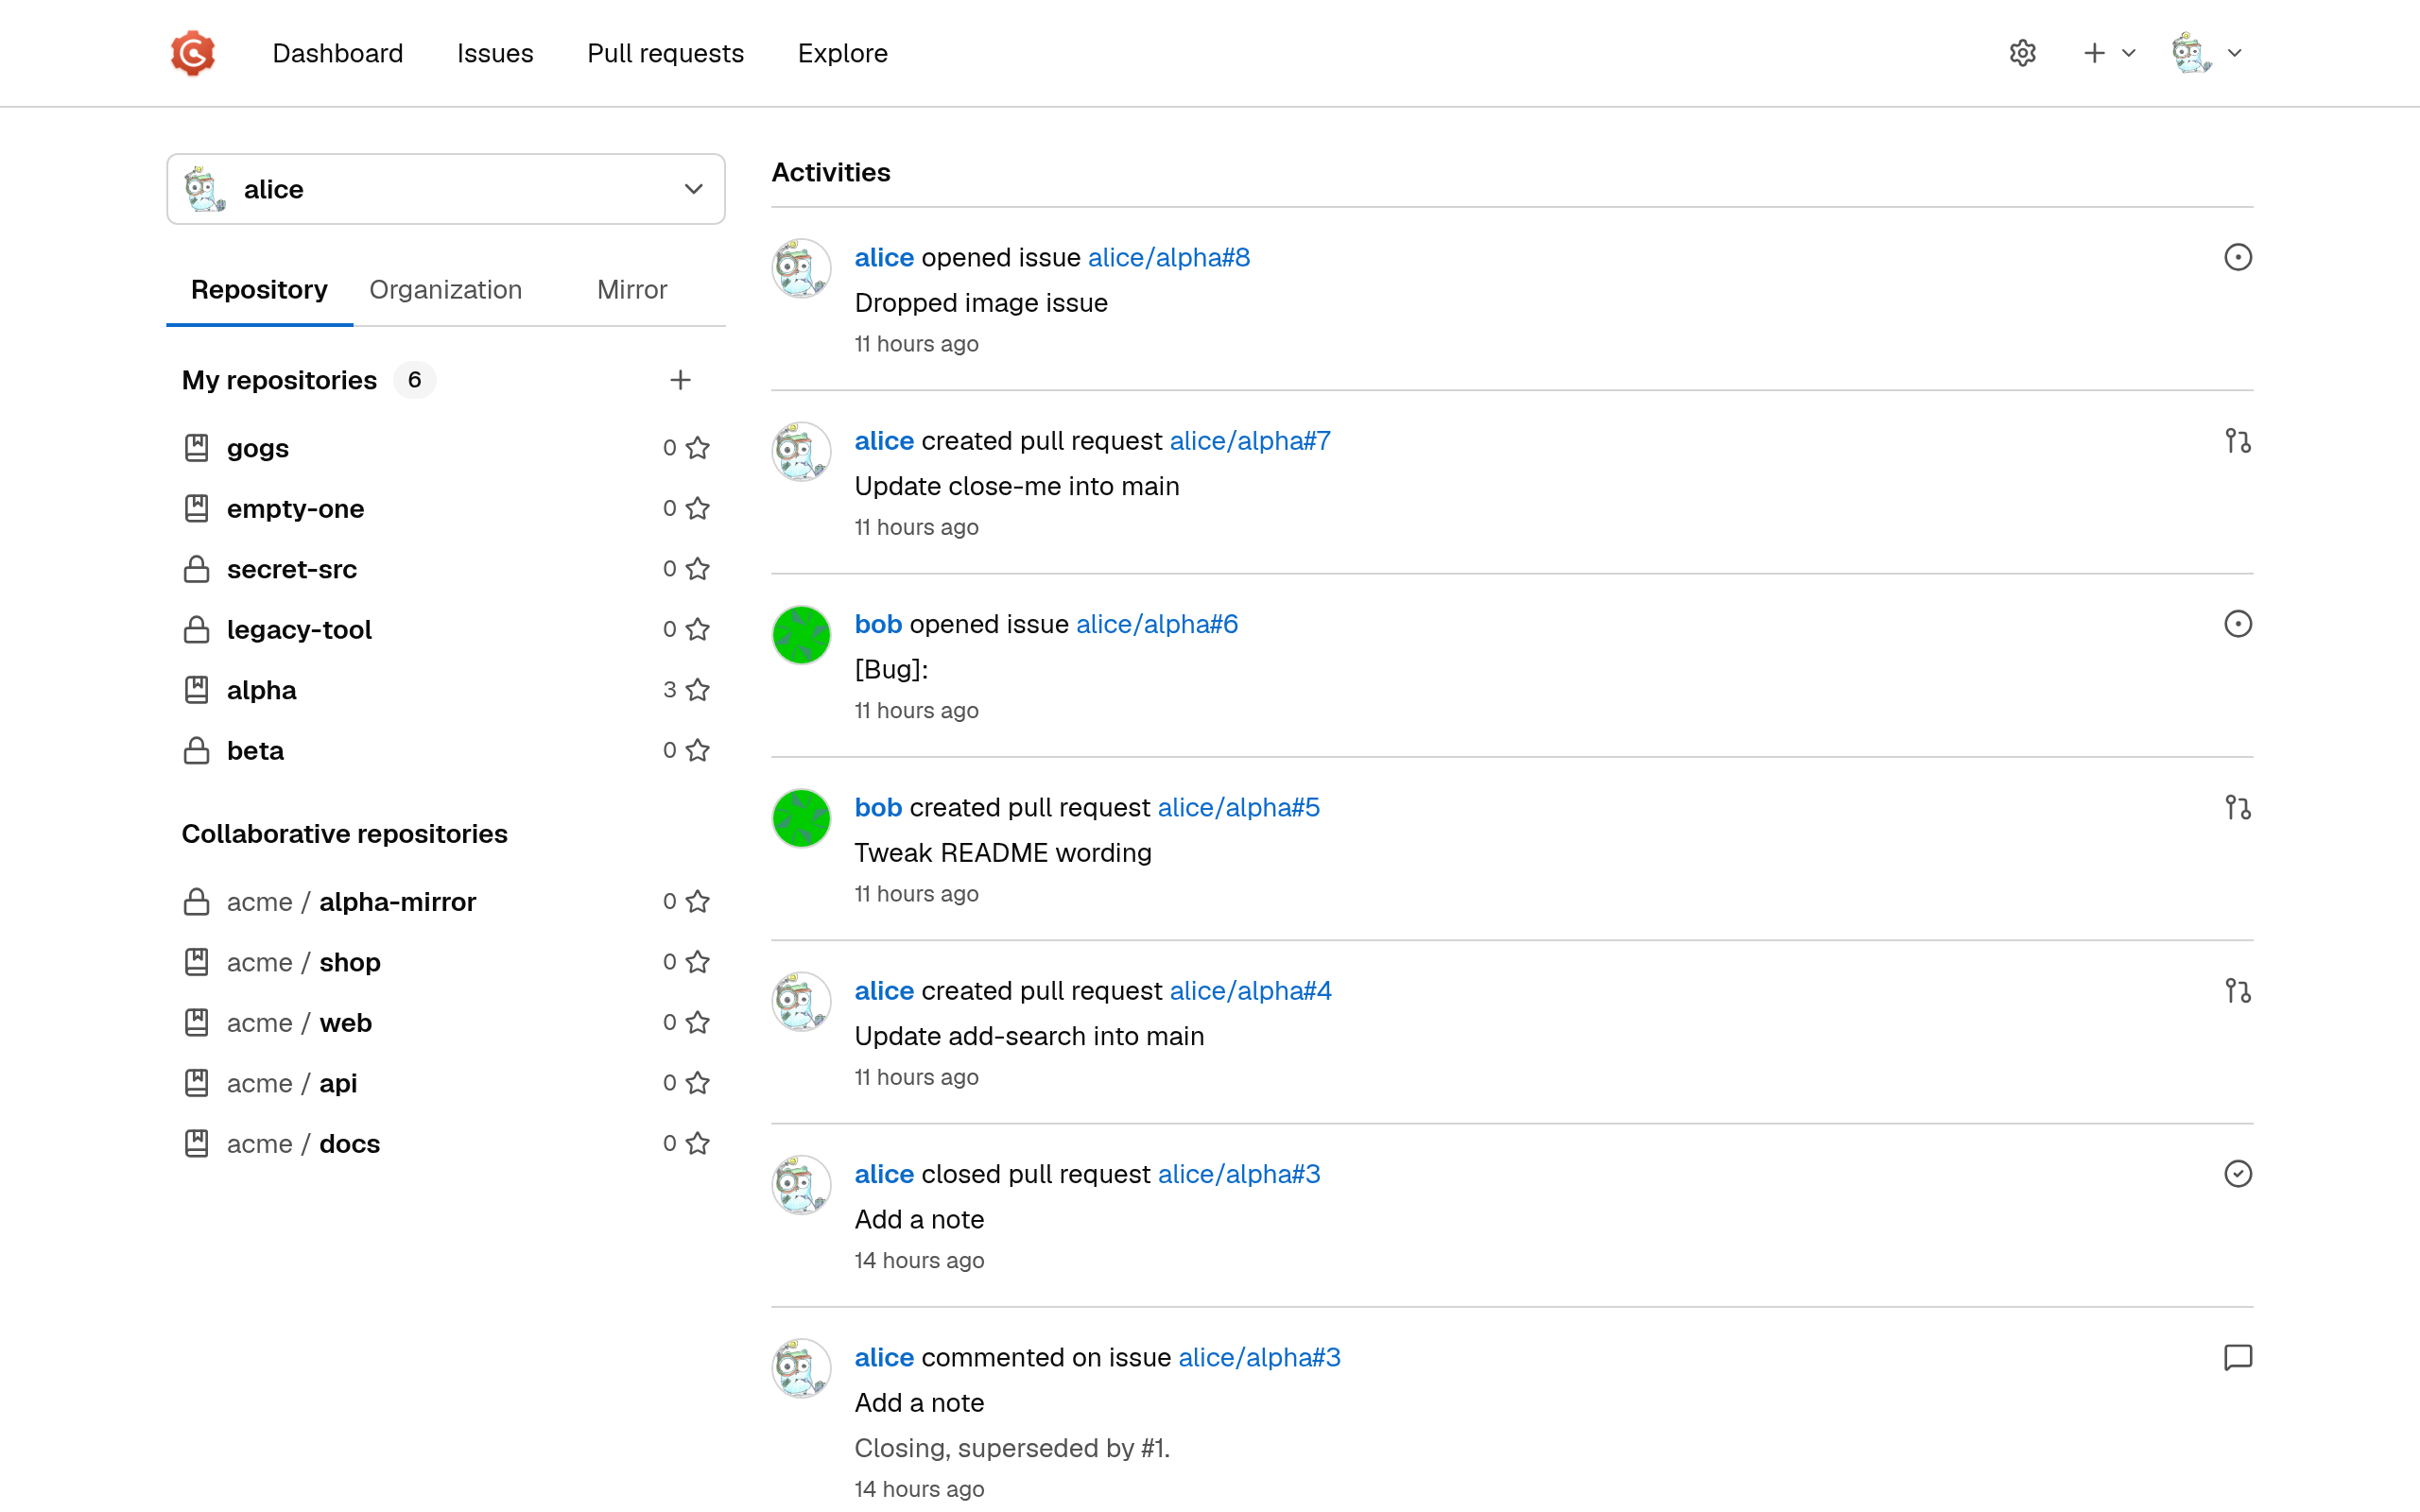 Dashboard Issues Pull requests Explore
alice
Repository Organization Mirror
My repositories 6
gogs 0
empty-one 0
secret-src 0
legacy-tool 0
alpha 3
beta 0
Collaborative repositories
acme / alpha-mirror 0
acme / shop 0
acme / web 0
acme / api 0
acme / docs 0
Activities
alice opened issue alice/alpha#8
Dropped image issue
11 hours ago
alice created pull request alice/alpha#7
Update close-me into main
11 hours ago
bob opened issue alice/alpha#6
[Bug]:
11 hours ago
bob created pull request alice/alpha#5
Tweak README wording
11 hours ago
alice created pull request alice/alpha#4
Update add-search into main
11 hours ago
alice closed pull request alice/alpha#3
Add a note
14 hours ago
alice commented on issue alice/alpha#3
Add a note
Closing, superseded by #1.
14 hours ago